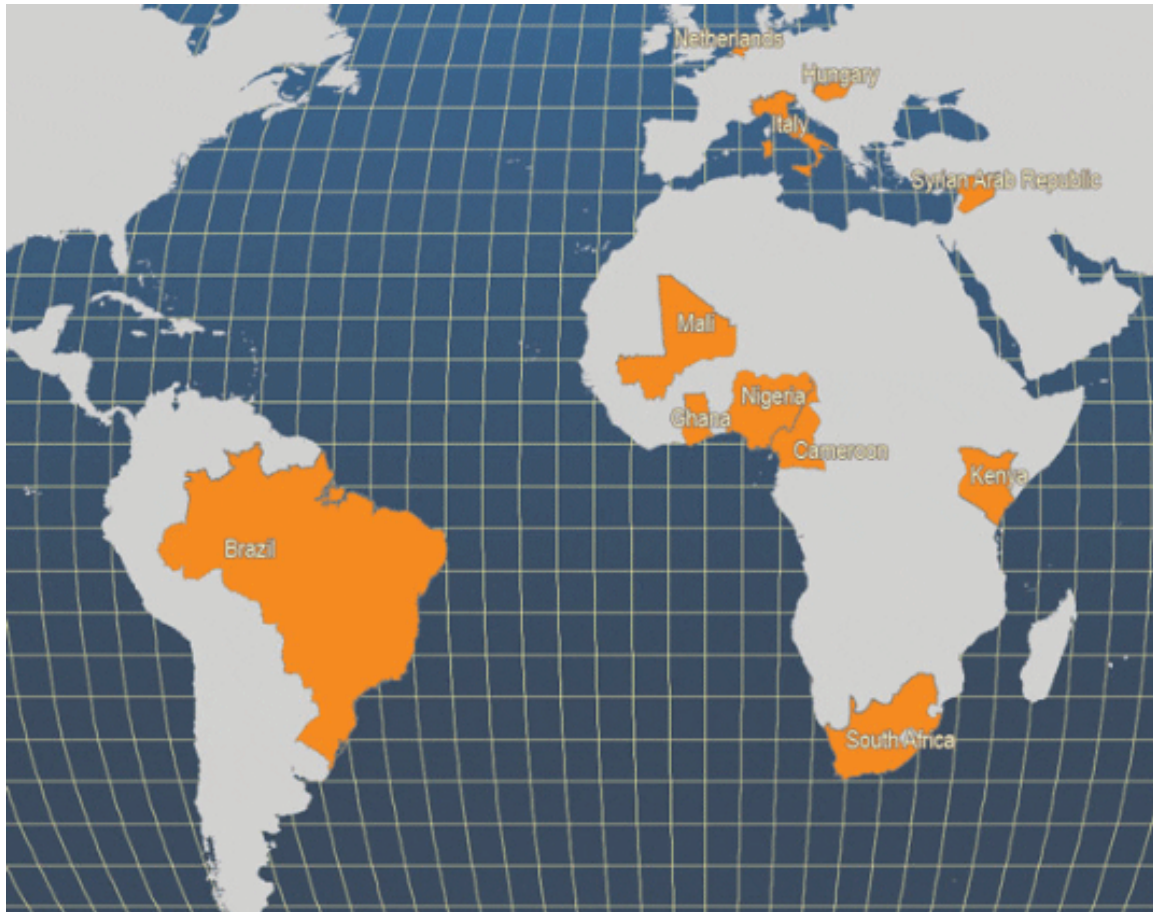 Netherlands
Hungary
Italy
Syrian Arab Republic
Mali
Nigeria
Ghana
Cameroon
Kenya
Brazil
South Africa